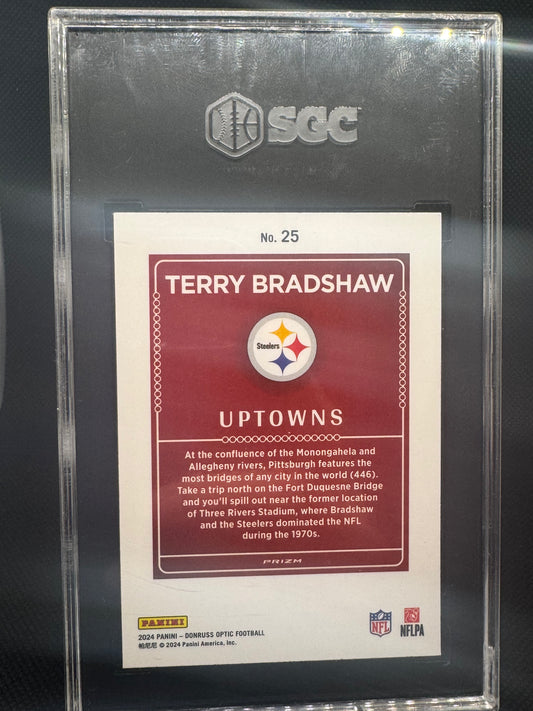 SGC
No. 25
TERRY BRADSHAW
Steelers
UPTOWNS
At the confluence of the Monongahela and
Allegheny rivers, Pittsburgh features the
most bridges of any city in the world (446).
Take a trip north on the Fort Duquesne Bridge
and you'll spill out near the former location
of Three Rivers Stadium, where Bradshaw
and the Steelers dominated the NFL
during the 1970s.
PRIZM
PANINI
2024 PANINI – DONRUSS OPTIC FOOTBALL
帕尼尼 © 2024 Panini America, Inc.
NFL
NFLPA